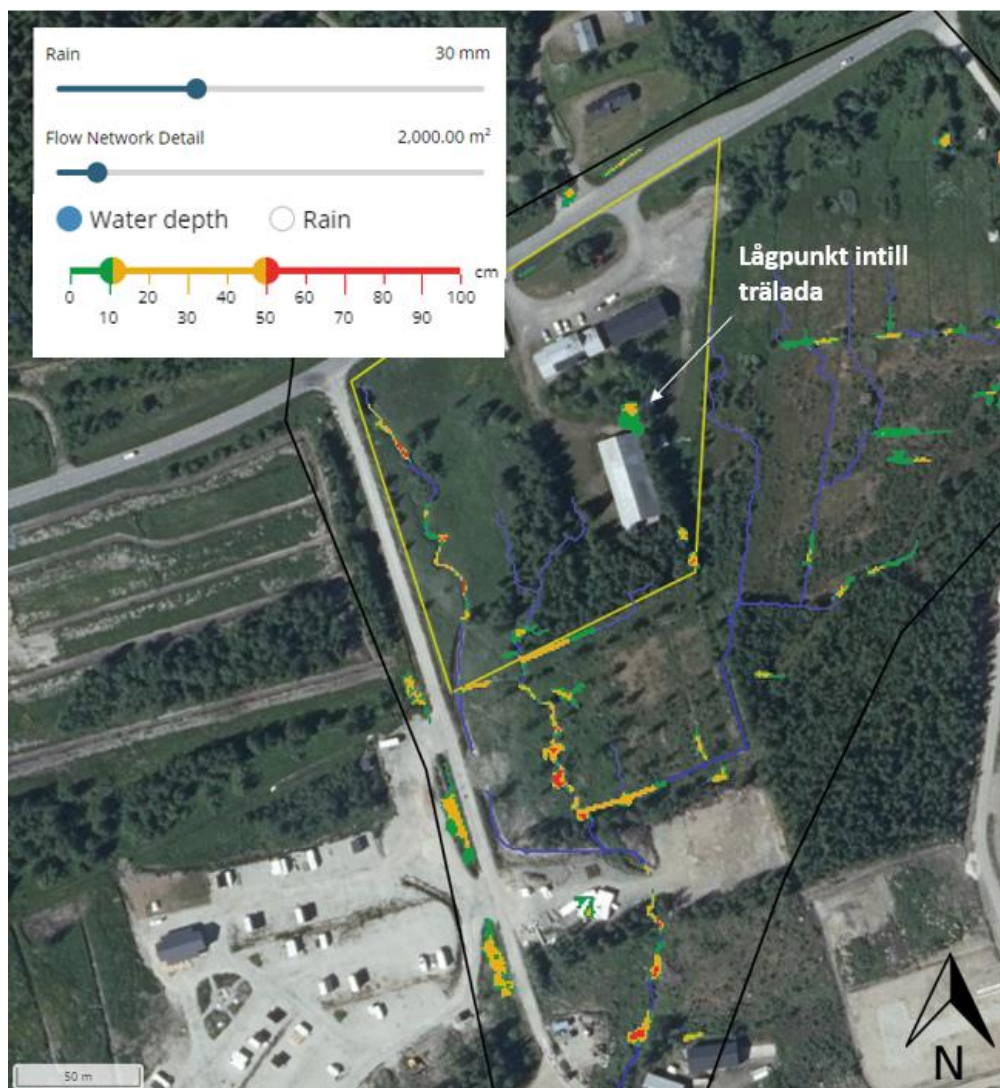 Rain 30 mm
Flow Network Detail 2,000.00 m²
Water depth Rain
cm
0 20 40 60 80 100
10 30 50 70 90
Lågpunkt intill
trälada
50 m
N